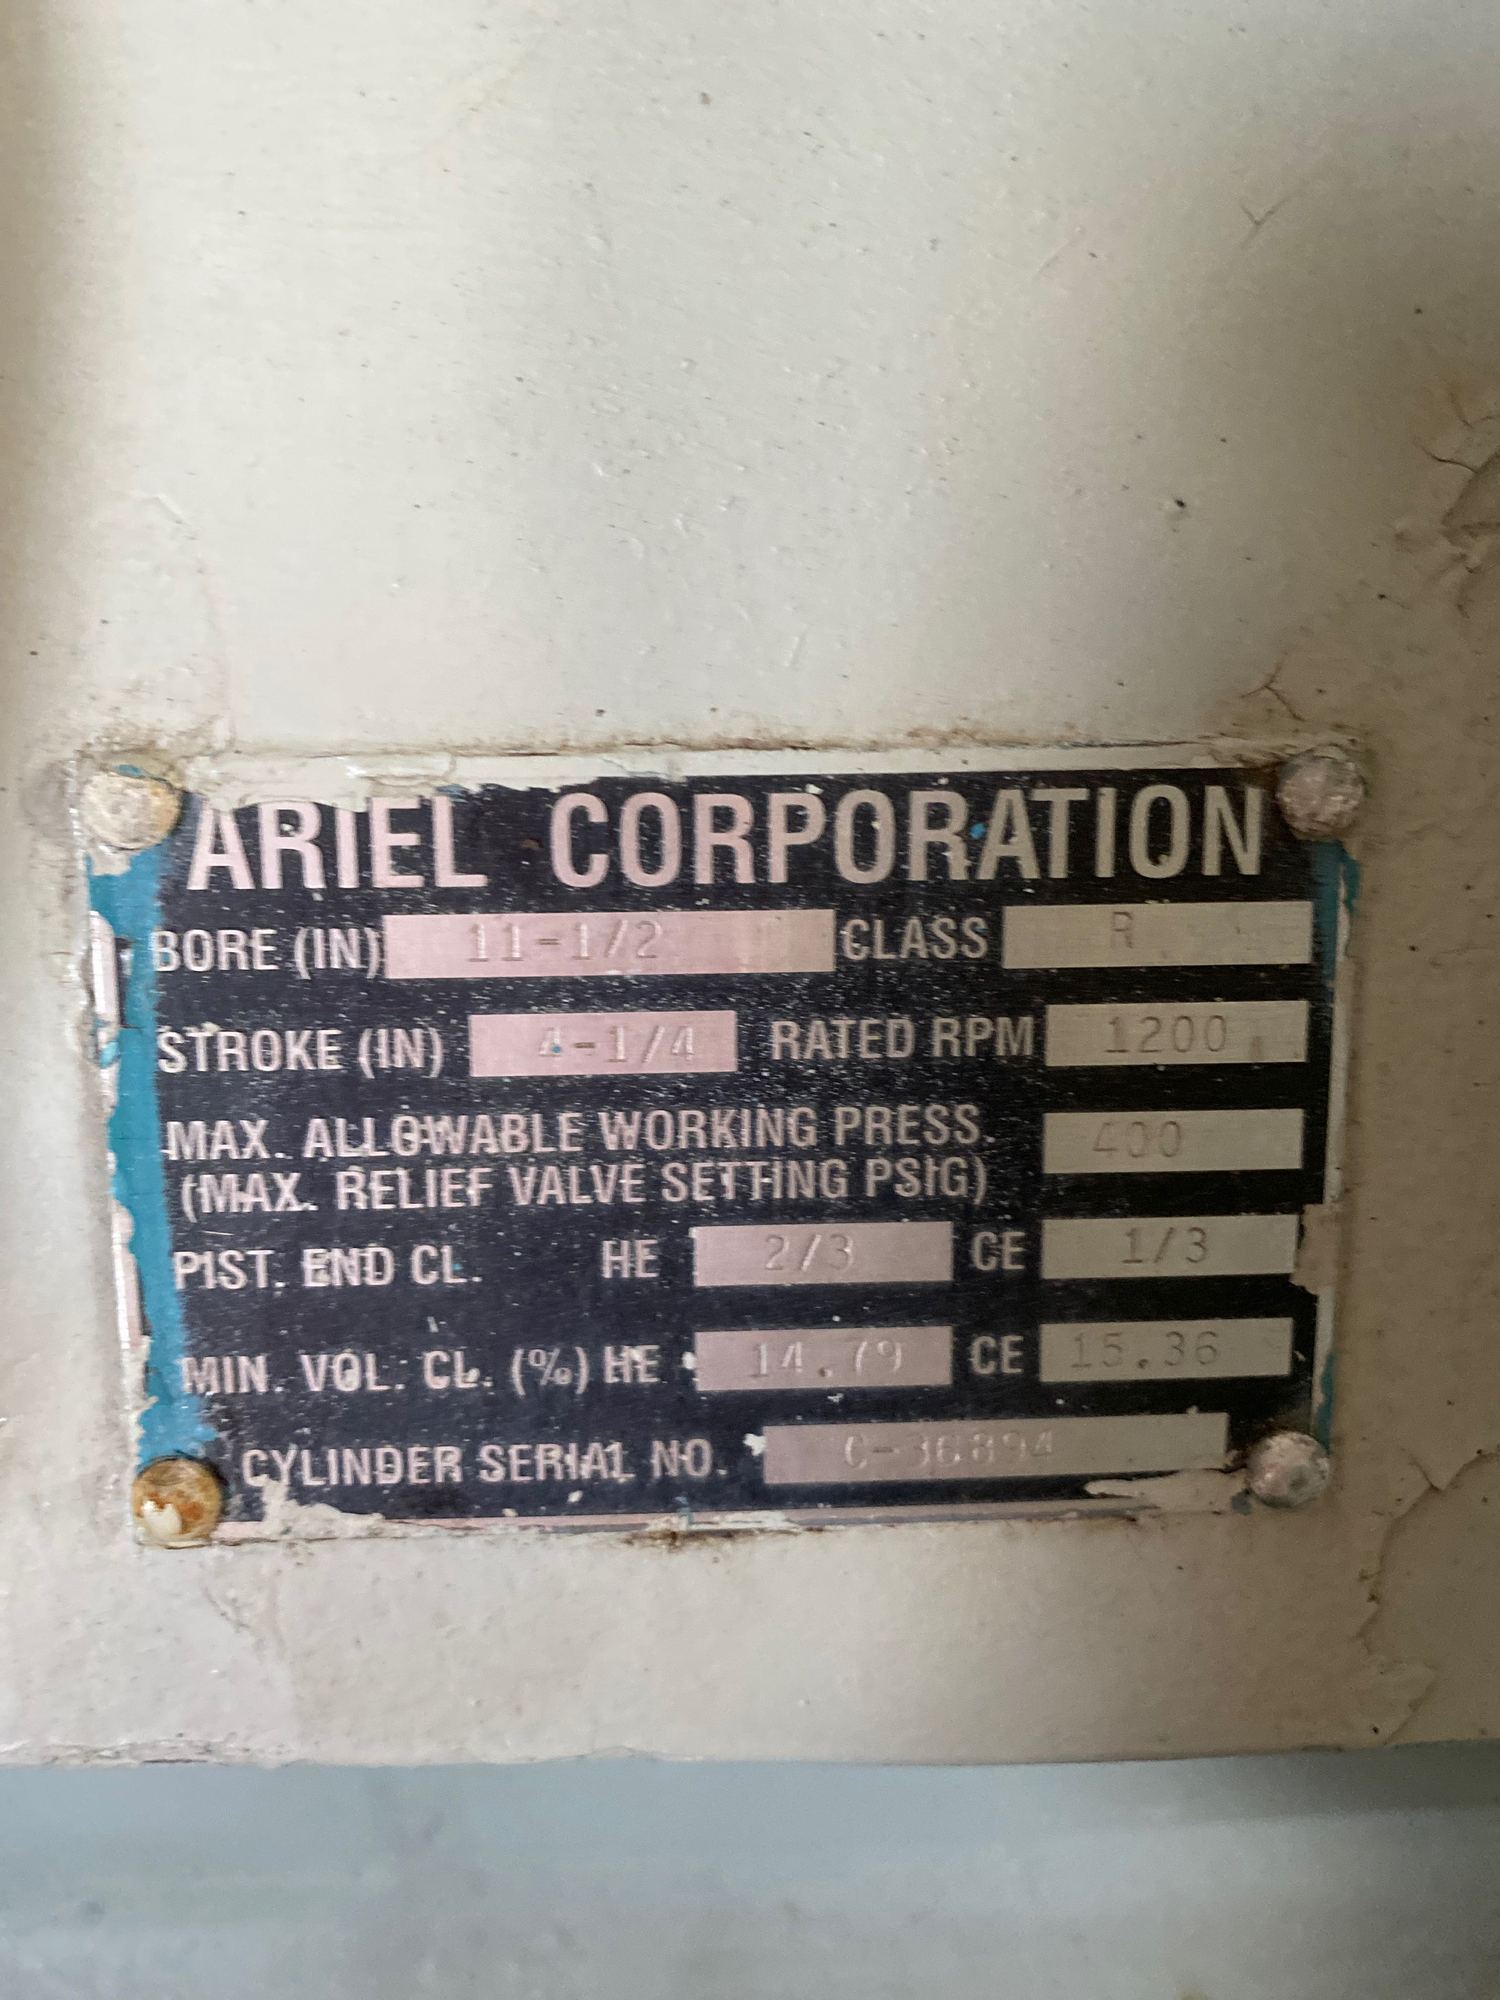 ARIEL CORPORATION
BORE (IN) 11-1/2 CLASS R
STROKE (IN) 4-1/4 RATED RPM 1200
MAX. ALLOWABLE WORKING PRESS. 400
(MAX. RELIEF VALVE SETTING PSIG)
PIST. END CL. HE 2/3 CE 1/3
MIN. VOL. CL. (%) HE 14.79 CE 15.36
CYLINDER SERIAL NO. C-36894